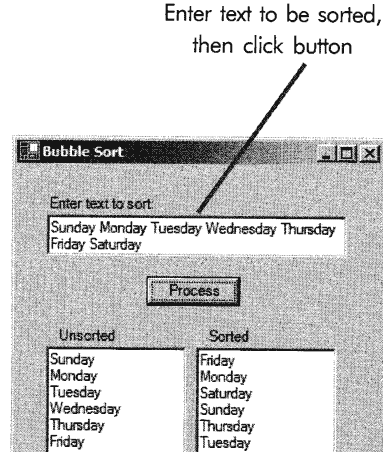 Enter text to be sorted,
then click button
Bubble Sort
Enter text to sort:
Sunday Monday Tuesday Wednesday Thursday
Friday Saturday
Process
Unsorted Sorted
Sunday Friday
Monday Monday
Tuesday Saturday
Wednesday Sunday
Thursday Thursday
Friday Tuesday